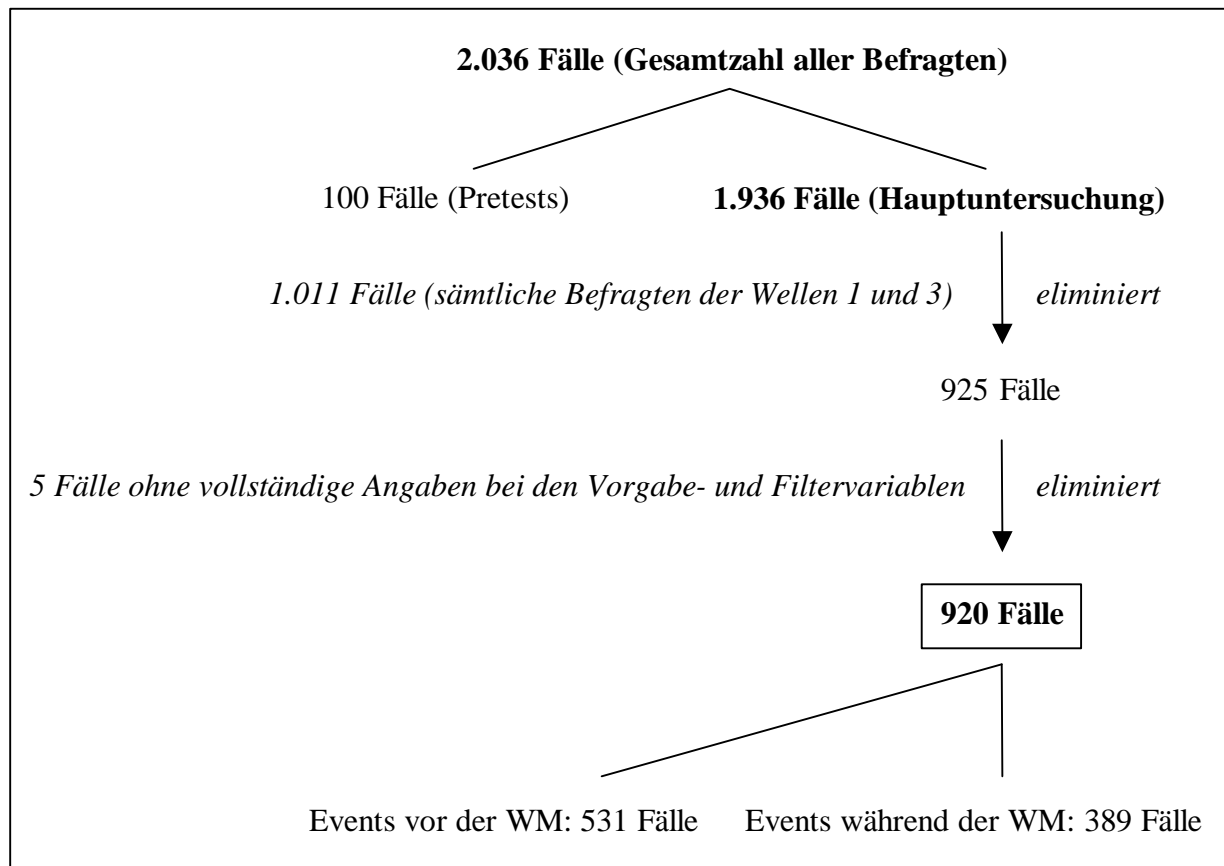 2.036 Fälle (Gesamtzahl aller Befragten)
100 Fälle (Pretests) 1.936 Fälle (Hauptuntersuchung)
1.011 Fälle (sämtliche Befragten der Wellen 1 und 3) eliminiert
925 Fälle
5 Fälle ohne vollständige Angaben bei den Vorgabe- und Filtervariablen eliminiert
920 Fälle
Events vor der WM: 531 Fälle Events während der WM: 389 Fälle